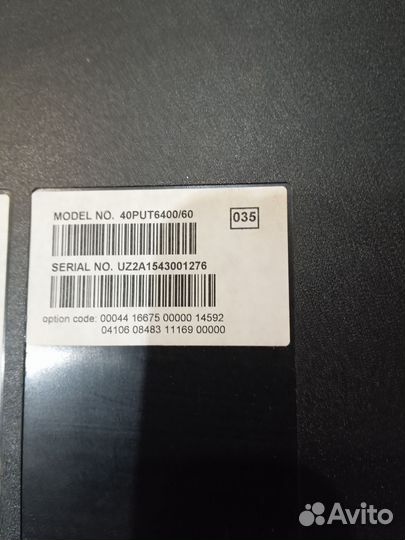 MODEL NO. 40PUT6400/60
035
SERIAL NO. UZ2A1543001276
option code: 00044 16675 00000 14592
04106 08483 11169 00000
Avito